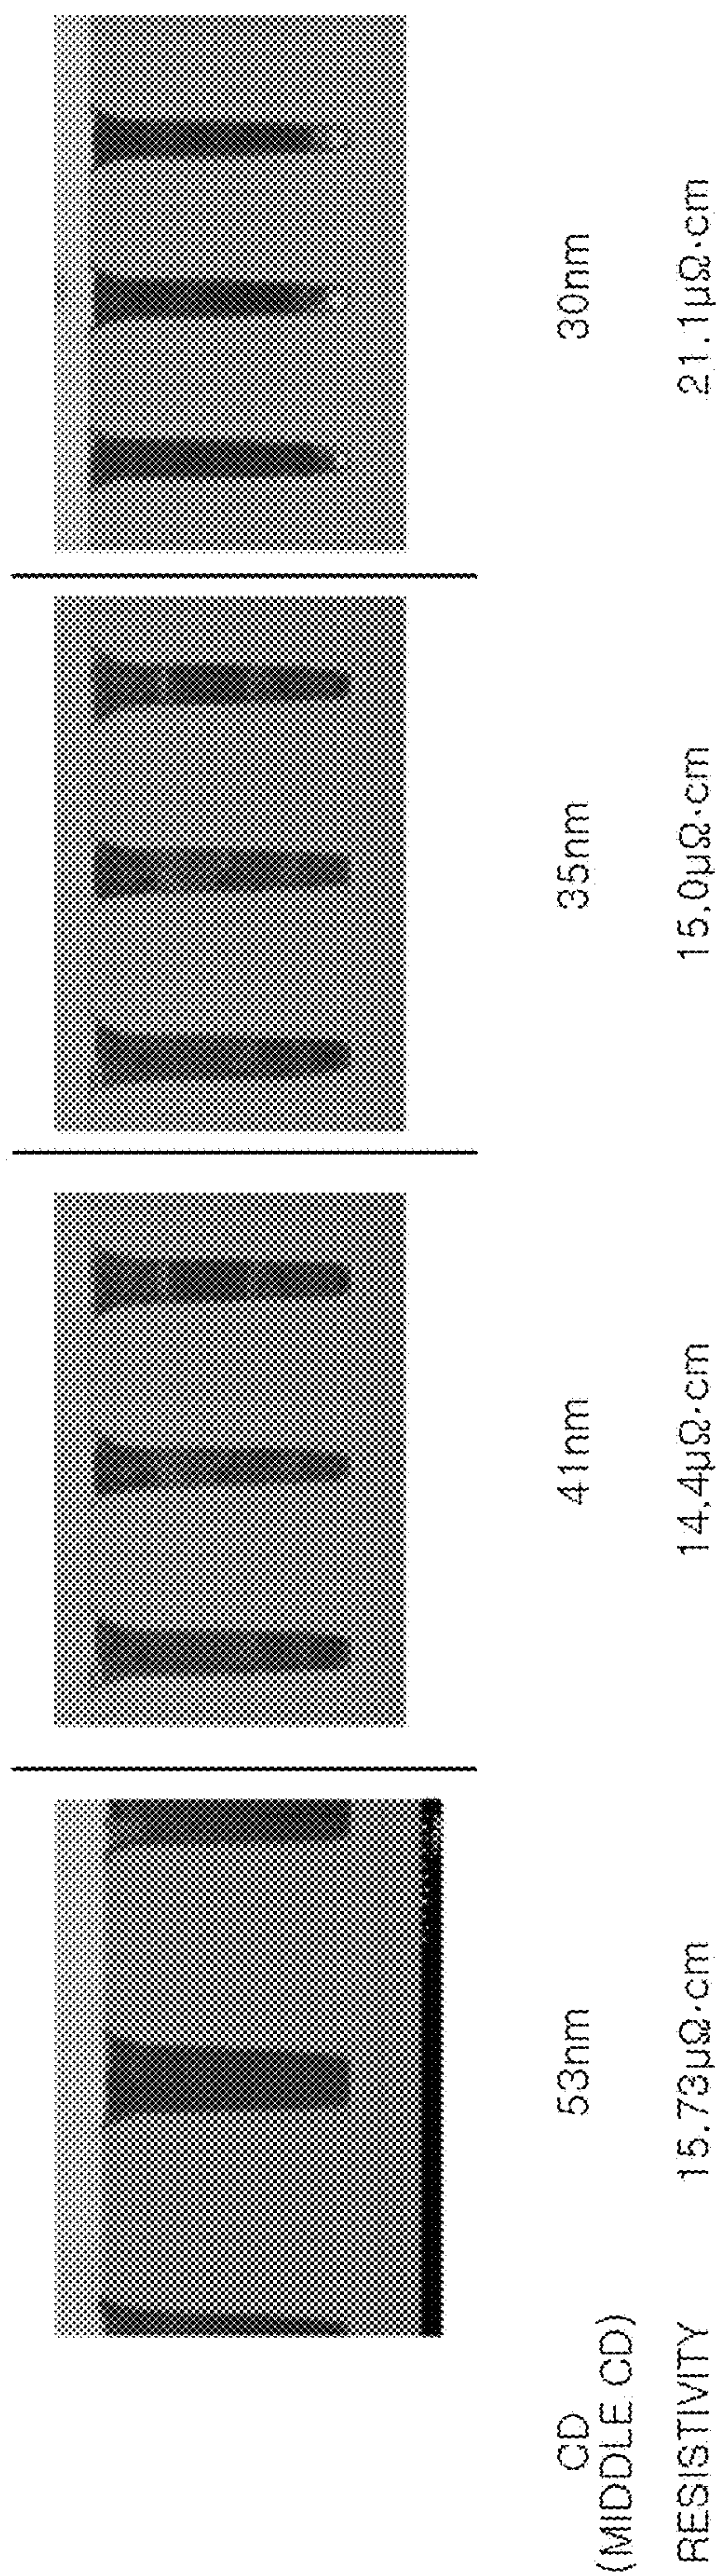 CD 53nm 41nm 35nm 30nm
(MIDDLE CD)
RESISTIVITY 15.73μΩ·cm 14.4μΩ·cm 15.0μΩ·cm 21.1μΩ·cm